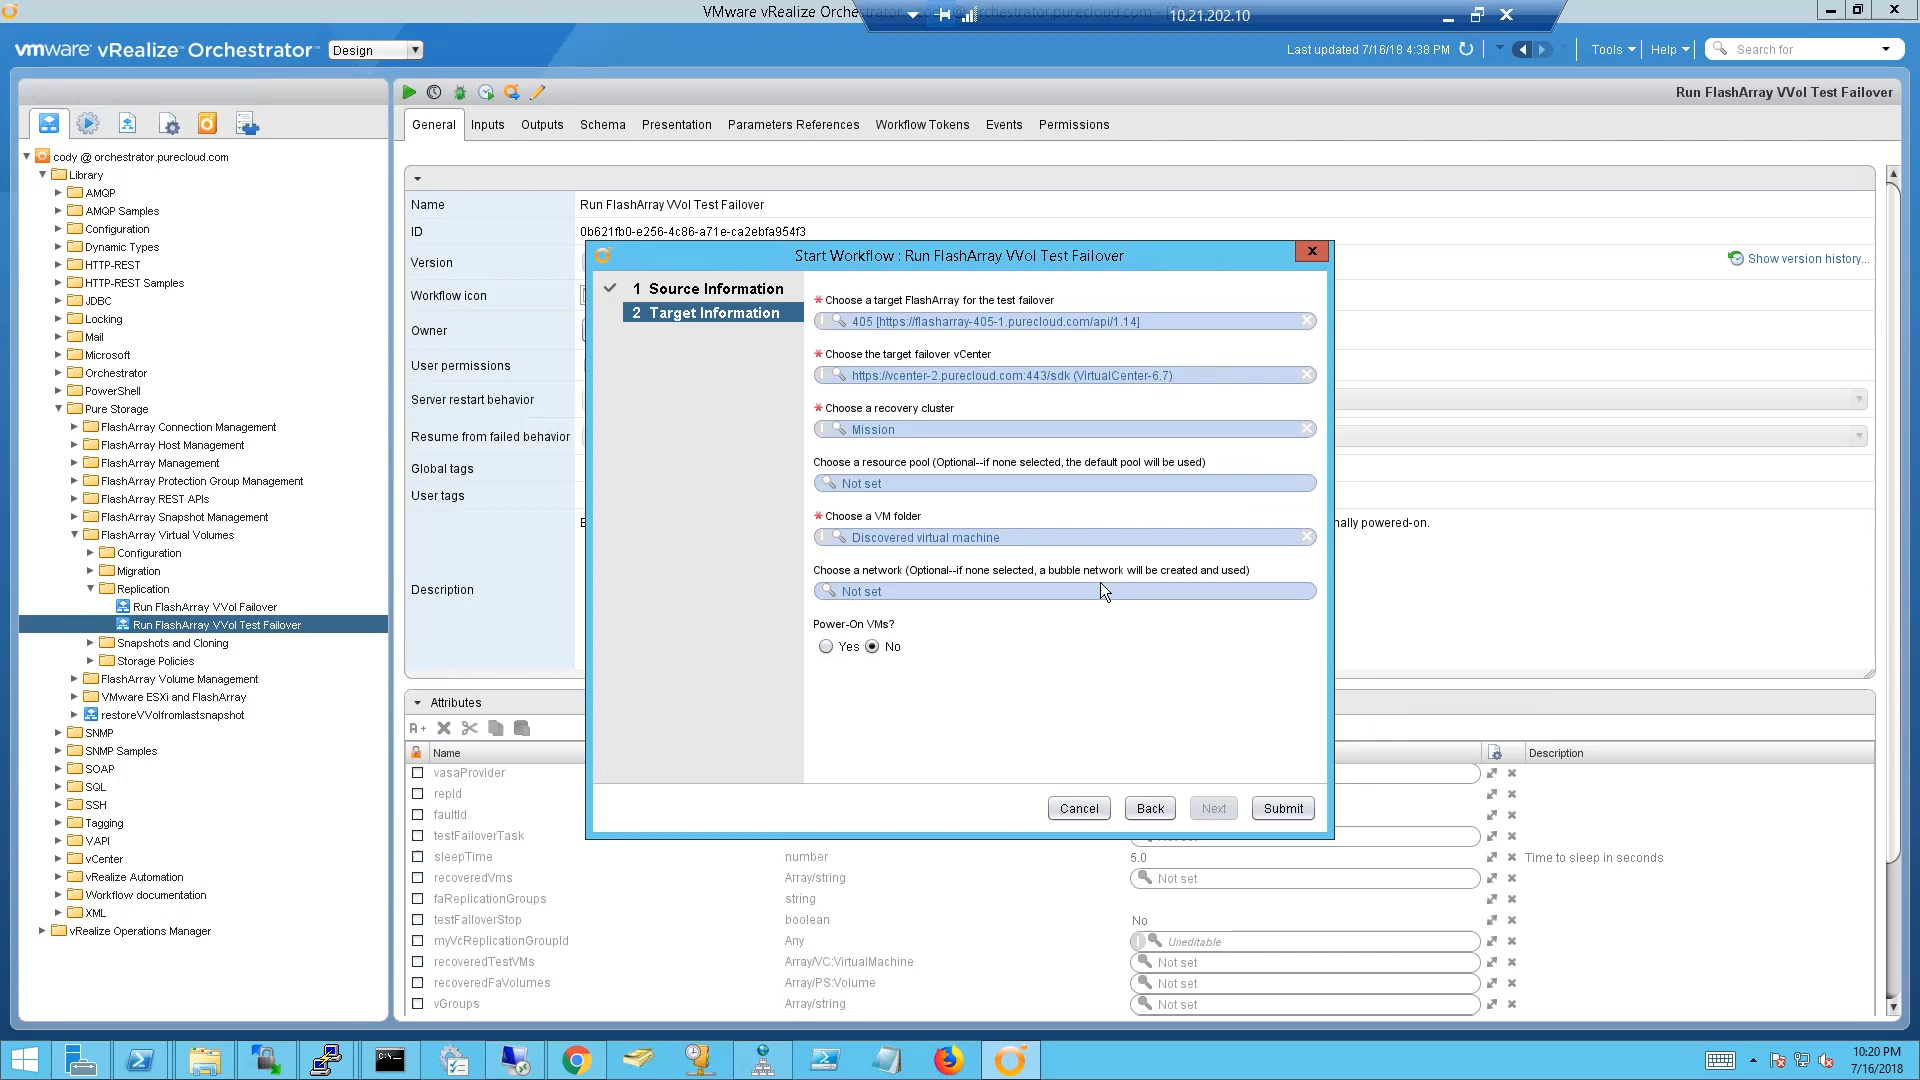 VMware vRealize Orche
10.21.202.10
vmware vRealize Orchestrator
Design
Last updated 7/16/18 4:38 PM
Tools
Help
Search for
Run FlashArray VVol Test Failover
General
Inputs
Outputs
Schema
Presentation
Parameters References
Workflow Tokens
Events
Permissions
cody @ orchestrator.purecloud.com
Library
AMQP
AMQP Samples
Configuration
Dynamic Types
HTTP-REST
HTTP-REST Samples
JDBC
Locking
Mail
Microsoft
Orchestrator
PowerShell
Pure Storage
FlashArray Connection Management
FlashArray Host Management
FlashArray Management
FlashArray Protection Group Management
FlashArray REST APIs
FlashArray Snapshot Management
FlashArray Virtual Volumes
Configuration
Migration
Replication
Run FlashArray VVol Failover
Run FlashArray VVol Test Failover
Snapshots and Cloning
Storage Policies
FlashArray Volume Management
VMware ESXi and FlashArray
restoreVVolfromlastsnapshot
SNMP
SNMP Samples
SOAP
SQL
SSH
Tagging
VAPI
vCenter
vRealize Automation
Workflow documentation
XML
vRealize Operations Manager
Name
Run FlashArray VVol Test Failover
ID
0b621fb0-e256-4c86-a71e-ca2ebfa954f3
Version
Show version history...
Workflow icon
Owner
User permissions
Server restart behavior
Resume from failed behavior
Global tags
User tags
Description
nally powered-on.
Start Workflow : Run FlashArray VVol Test Failover
1 Source Information
2 Target Information
* Choose a target FlashArray for the test failover
405 [https://flasharray-405-1.purecloud.com/api/1.14]
* Choose the target failover vCenter
https://vcenter-2.purecloud.com:443/sdk (VirtualCenter-6.7)
* Choose a recovery cluster
Mission
Choose a resource pool (Optional--if none selected, the default pool will be used)
Not set
* Choose a VM folder
Discovered virtual machine
Choose a network (Optional--if none selected, a bubble network will be created and used)
Not set
Power-On VMs?
Yes No
Cancel
Back
Next
Submit
Attributes
Name
Description
vasaProvider
repId
faultId
testFailoverTask
sleepTime number 5.0 Time to sleep in seconds
recoveredVms Array/string Not set
faReplicationGroups string
testFailoverStop boolean No
myVcReplicationGroupId Any Uneditable
recoveredTestVMs Array/VC:VirtualMachine Not set
recoveredFaVolumes Array/PS:Volume Not set
vGroups Array/string Not set
10:20 PM
7/16/2018